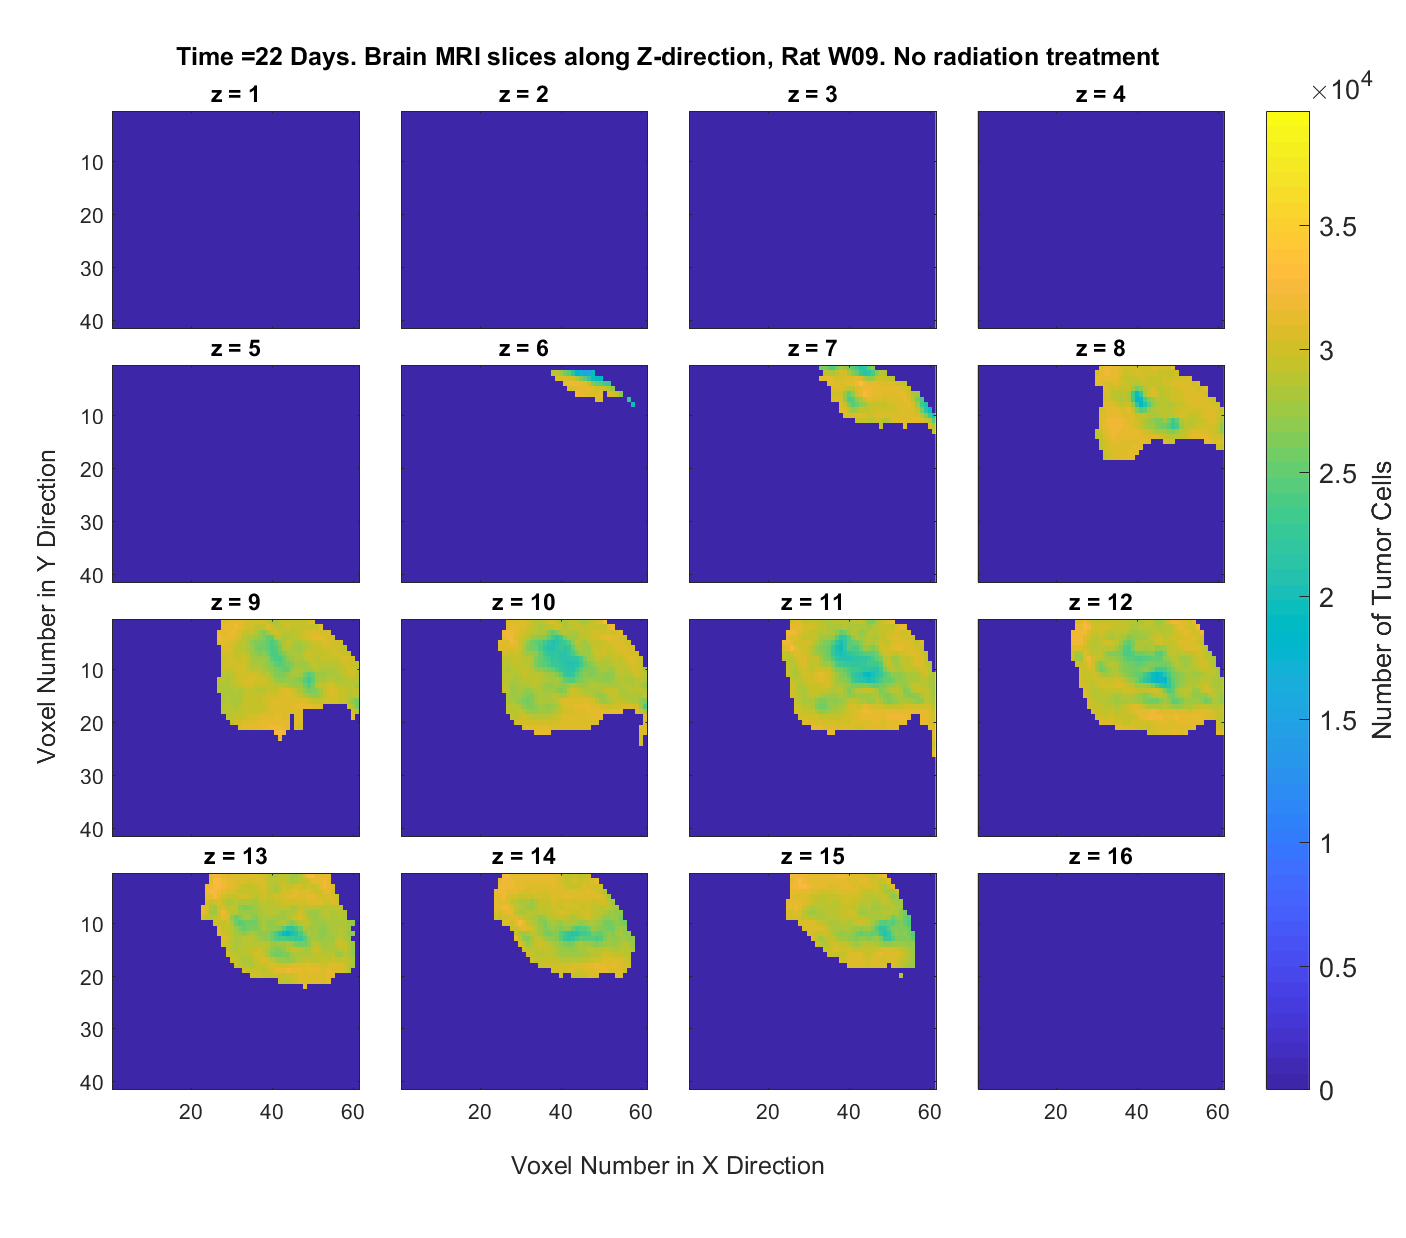 Time =22 Days. Brain MRI slices along Z-direction, Rat W09. No radiation treatment
×10⁴
z = 1
z = 2
z = 3
z = 4
10
20
30
40
z = 5
z = 6
z = 7
z = 8
10
20
30
40
z = 9
z = 10
z = 11
z = 12
10
20
30
40
z = 13
z = 14
z = 15
z = 16
10
20
30
40
20 40 60
20 40 60
20 40 60
20 40 60
Voxel Number in X Direction
Voxel Number in Y Direction
3.5
3
2.5
2
1.5
1
0.5
0
Number of Tumor Cells